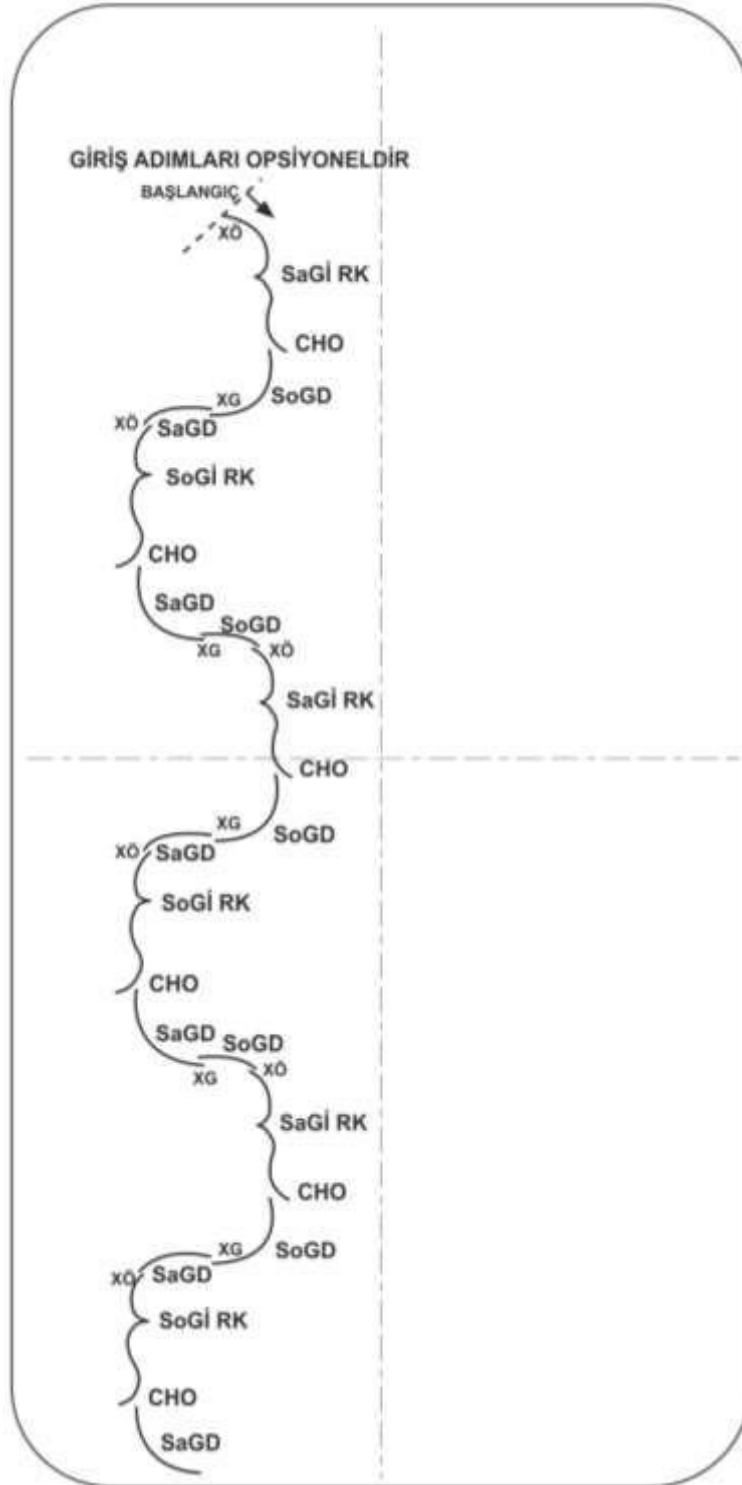 GİRİŞ ADIMLARI OPSİYONELDİR
BAŞLANGIÇ
XÖ
SaGİ RK
CHO
SoGD
XG
XÖ
SaGD
SoGİ RK
CHO
SaGD
SoGD
XG
XÖ
SaGİ RK
CHO
XG
SoGD
XÖ
SaGD
SoGİ RK
CHO
SaGD
SoGD
XG
XÖ
SaGİ RK
CHO
XG
SoGD
XÖ
SaGD
SoGİ RK
CHO
SaGD